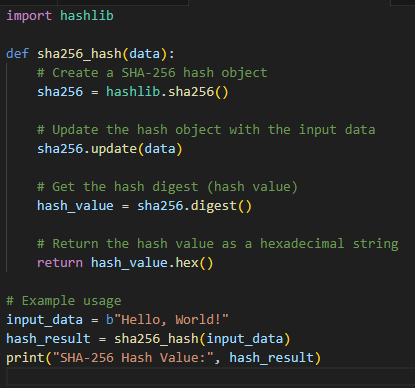 import hashlib
def sha256_hash(data):
# Create a SHA-256 hash object
sha256 = hashlib.sha256()
# Update the hash object with the input data
sha256.update(data)
# Get the hash digest (hash value)
hash_value = sha256.digest()
# Return the hash value as a hexadecimal string
return hash_value.hex()
# Example usage
input_data = b"Hello, World!"
hash_result = sha256_hash(input_data)
print("SHA-256 Hash Value:", hash_result)